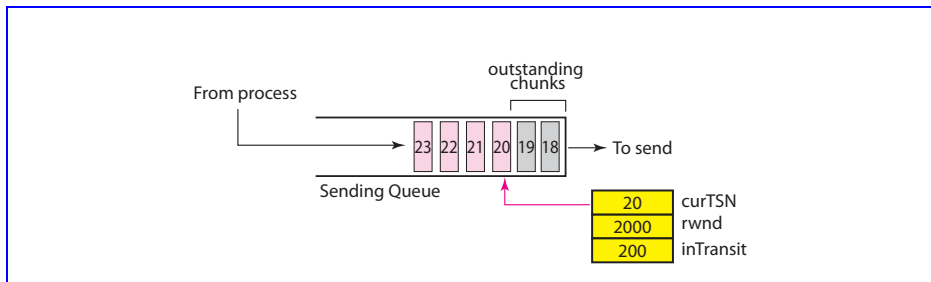 outstanding
chunks
From process
23 22 21 20 19 18
To send
Sending Queue
20 curTSN
2000 rwnd
200 inTransit